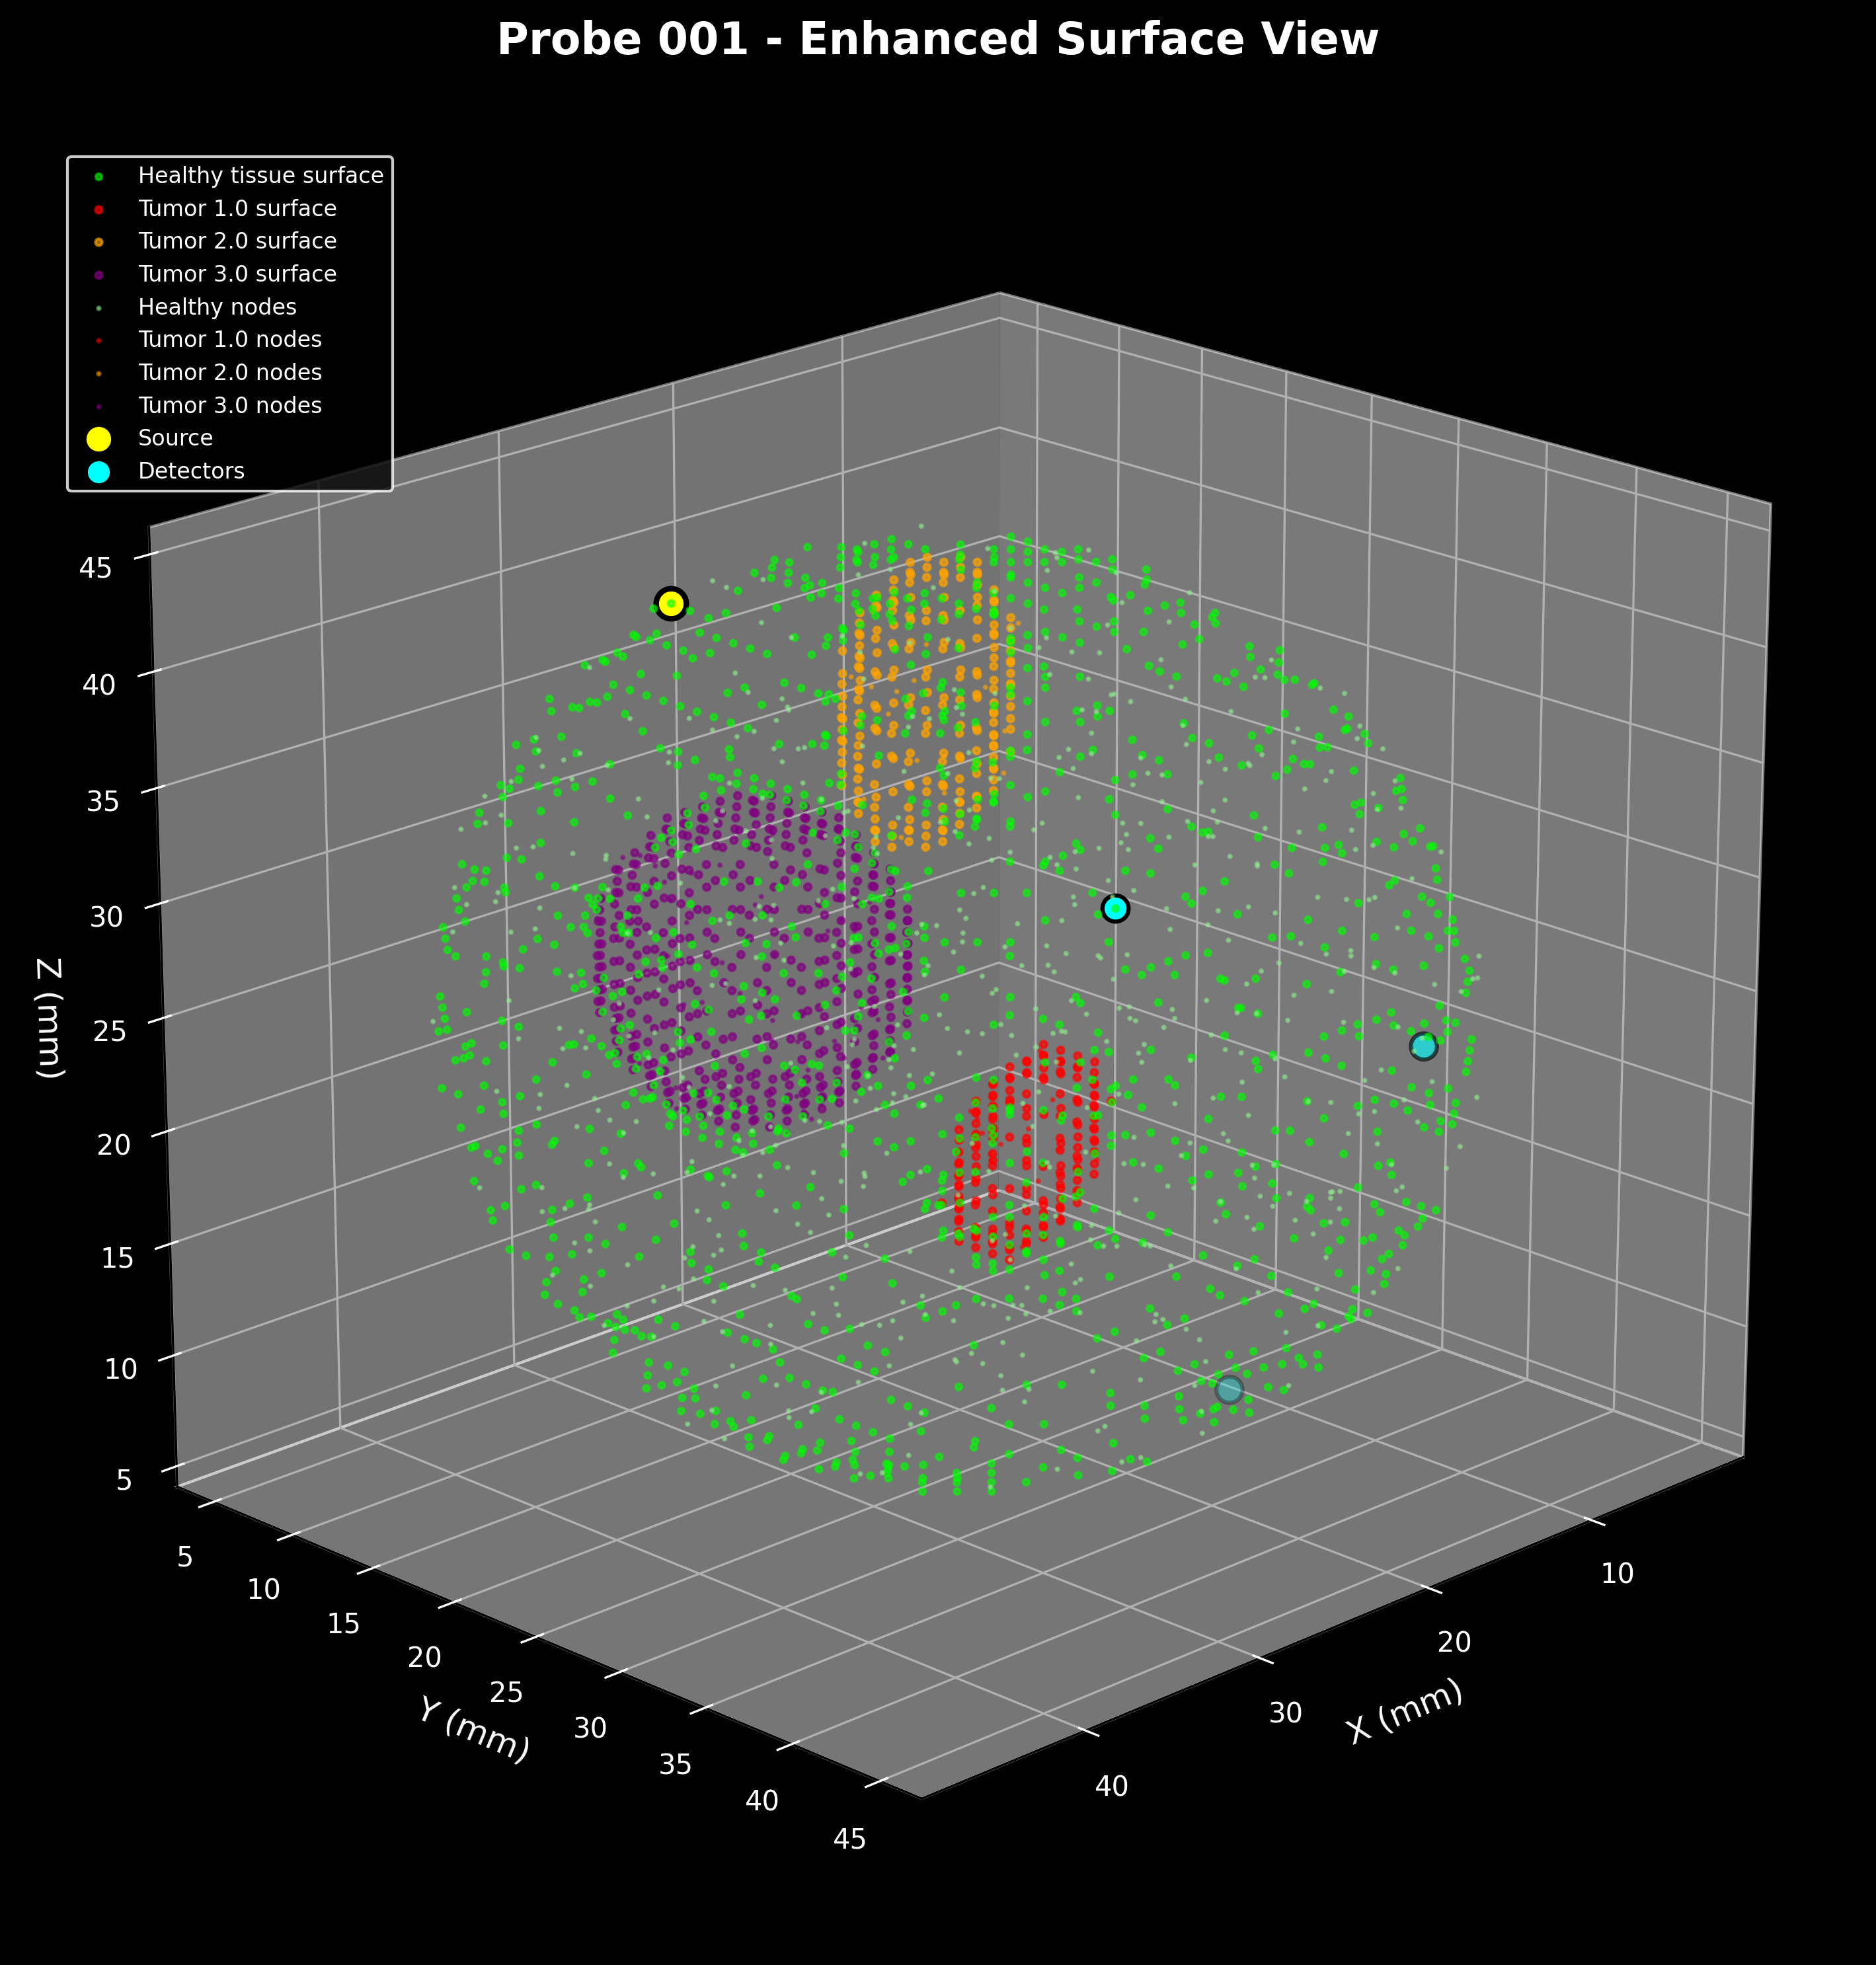 Probe 001 - Enhanced Surface View
Healthy tissue surface
Tumor 1.0 surface
Tumor 2.0 surface
Tumor 3.0 surface
Healthy nodes
Tumor 1.0 nodes
Tumor 2.0 nodes
Tumor 3.0 nodes
Source
Detectors
45
40
35
30
25
20
15
10
5
Z (mm)
5
10
15
20
25
30
35
40
45
Y (mm)
10
20
30
40
X (mm)